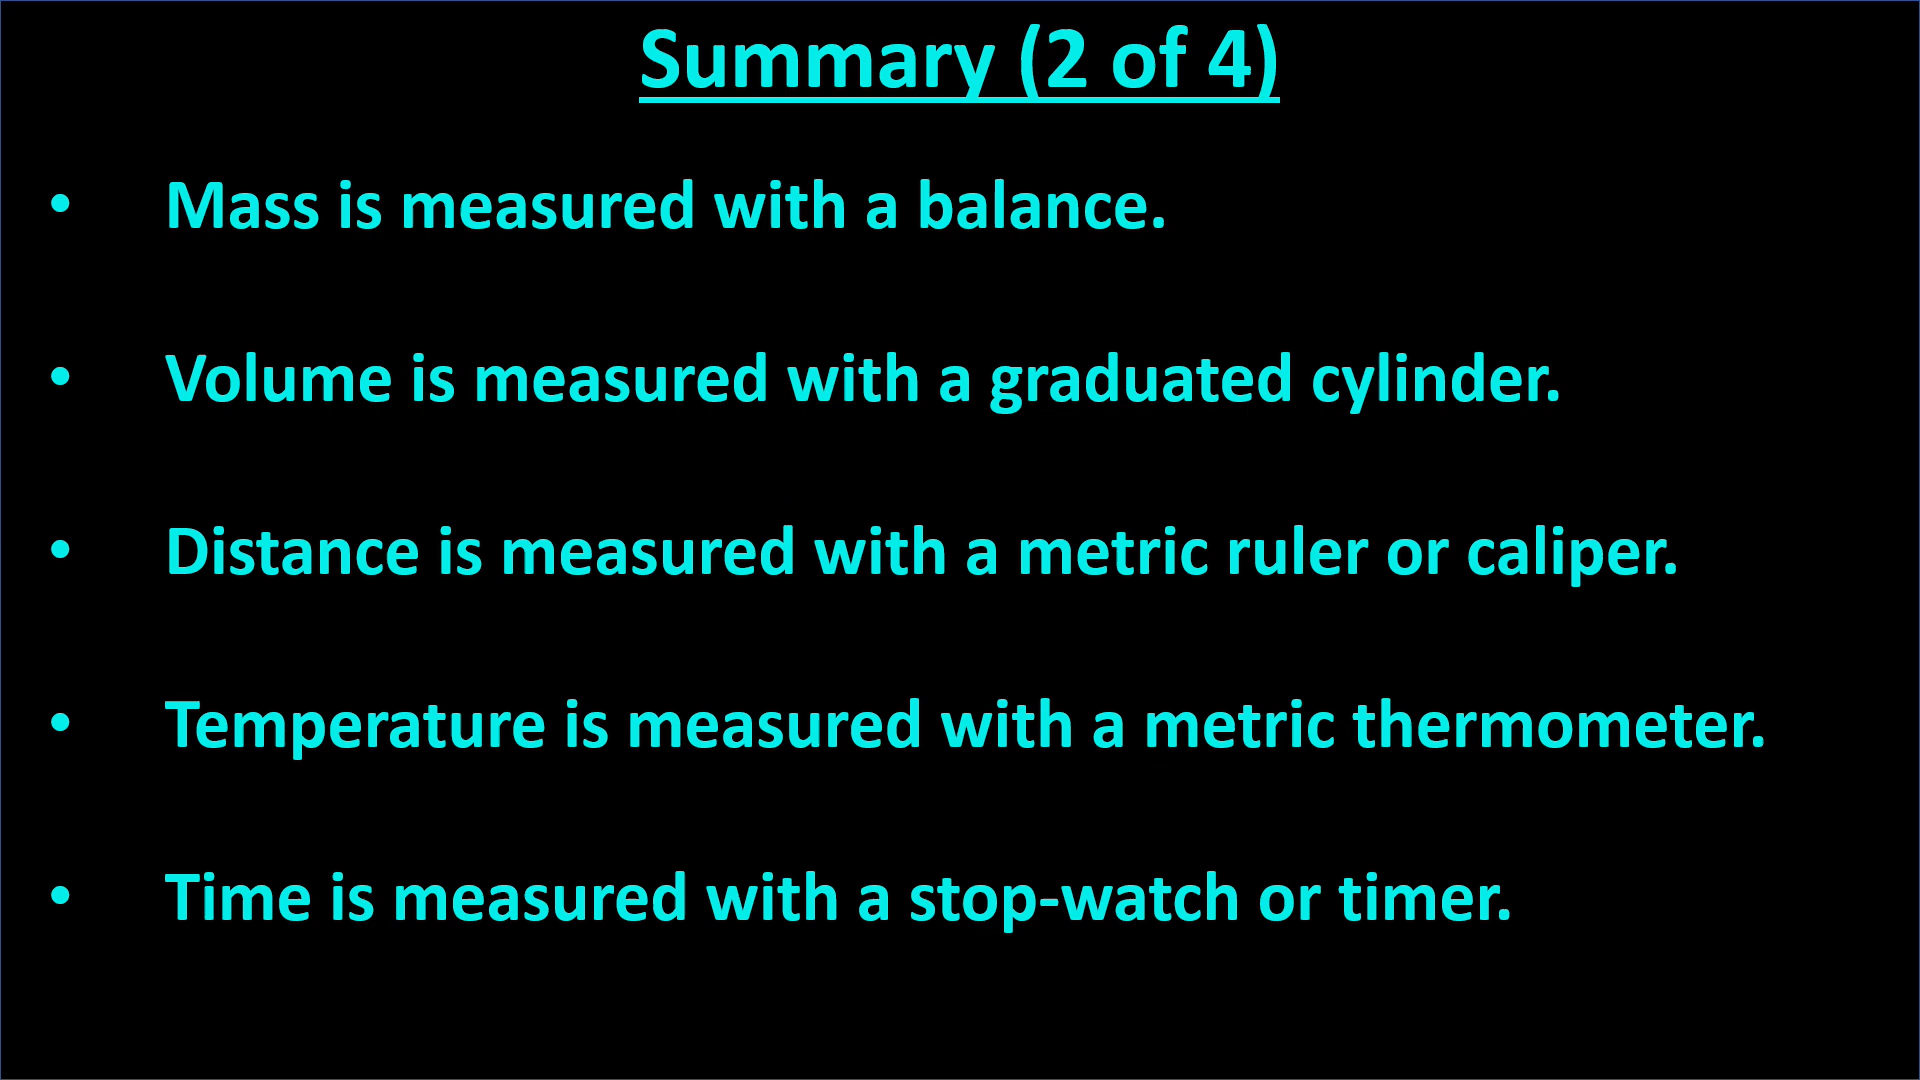 Summary (2 of 4)
• Mass is measured with a balance.
• Volume is measured with a graduated cylinder.
• Distance is measured with a metric ruler or caliper.
• Temperature is measured with a metric thermometer.
• Time is measured with a stop-watch or timer.